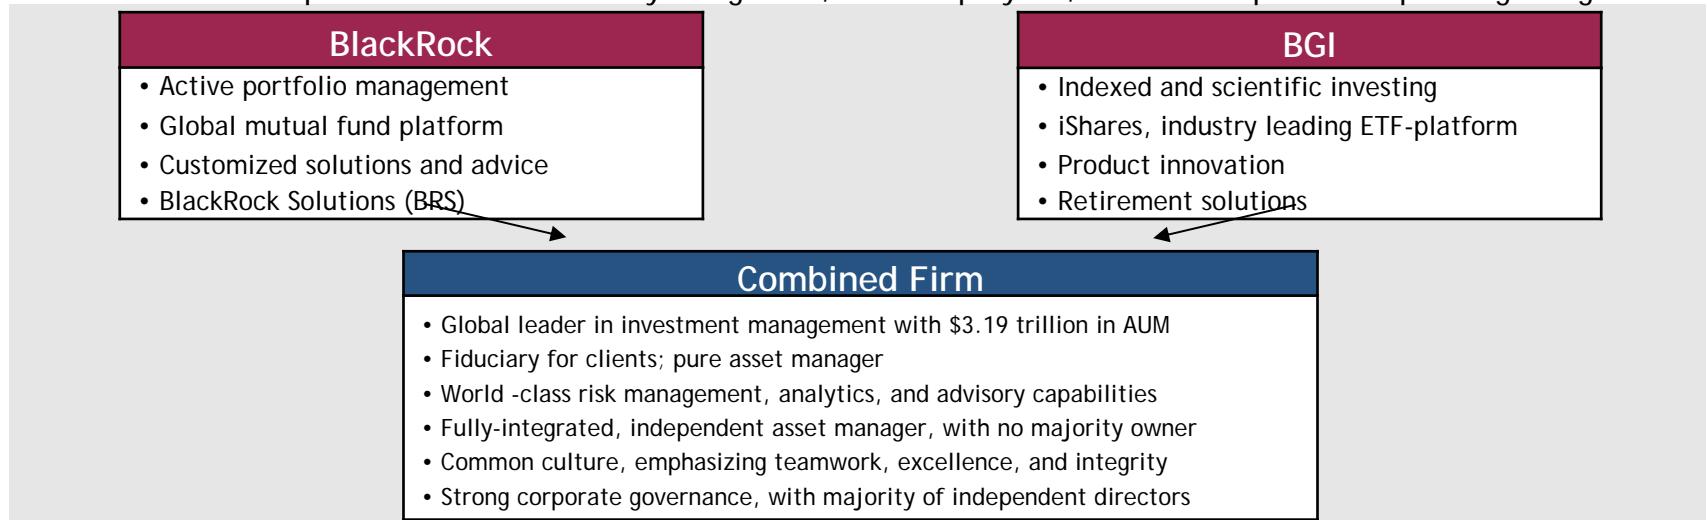 BlackRock
• Active portfolio management
• Global mutual fund platform
• Customized solutions and advice
• BlackRock Solutions (BRS)
BGI
• Indexed and scientific investing
• iShares, industry leading ETF-platform
• Product innovation
• Retirement solutions
Combined Firm
• Global leader in investment management with $3.19 trillion in AUM
• Fiduciary for clients; pure asset manager
• World -class risk management, analytics, and advisory capabilities
• Fully-integrated, independent asset manager, with no majority owner
• Common culture, emphasizing teamwork, excellence, and integrity
• Strong corporate governance, with majority of independent directors